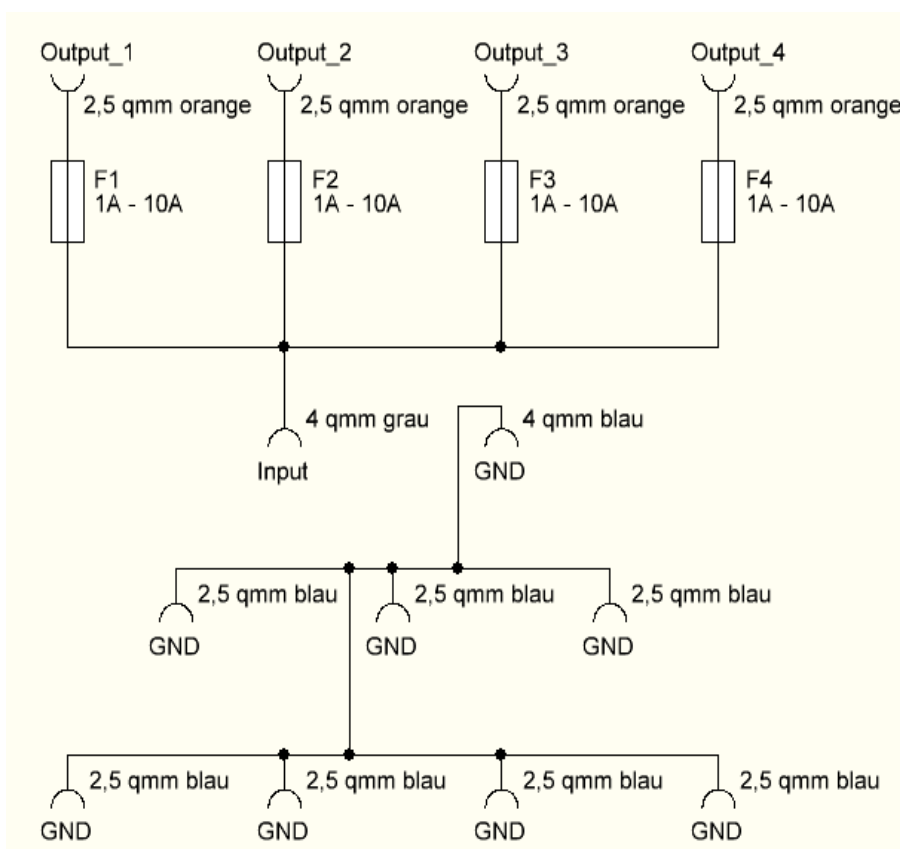 Output_1 Output_2 Output_3 Output_4
2,5 qmm orange 2,5 qmm orange 2,5 qmm orange 2,5 qmm orange
F1 F2 F3 F4
1A - 10A 1A - 10A 1A - 10A 1A - 10A
4 qmm grau 4 qmm blau
Input GND
2,5 qmm blau 2,5 qmm blau 2,5 qmm blau
GND GND GND
2,5 qmm blau 2,5 qmm blau 2,5 qmm blau 2,5 qmm blau
GND GND GND GND